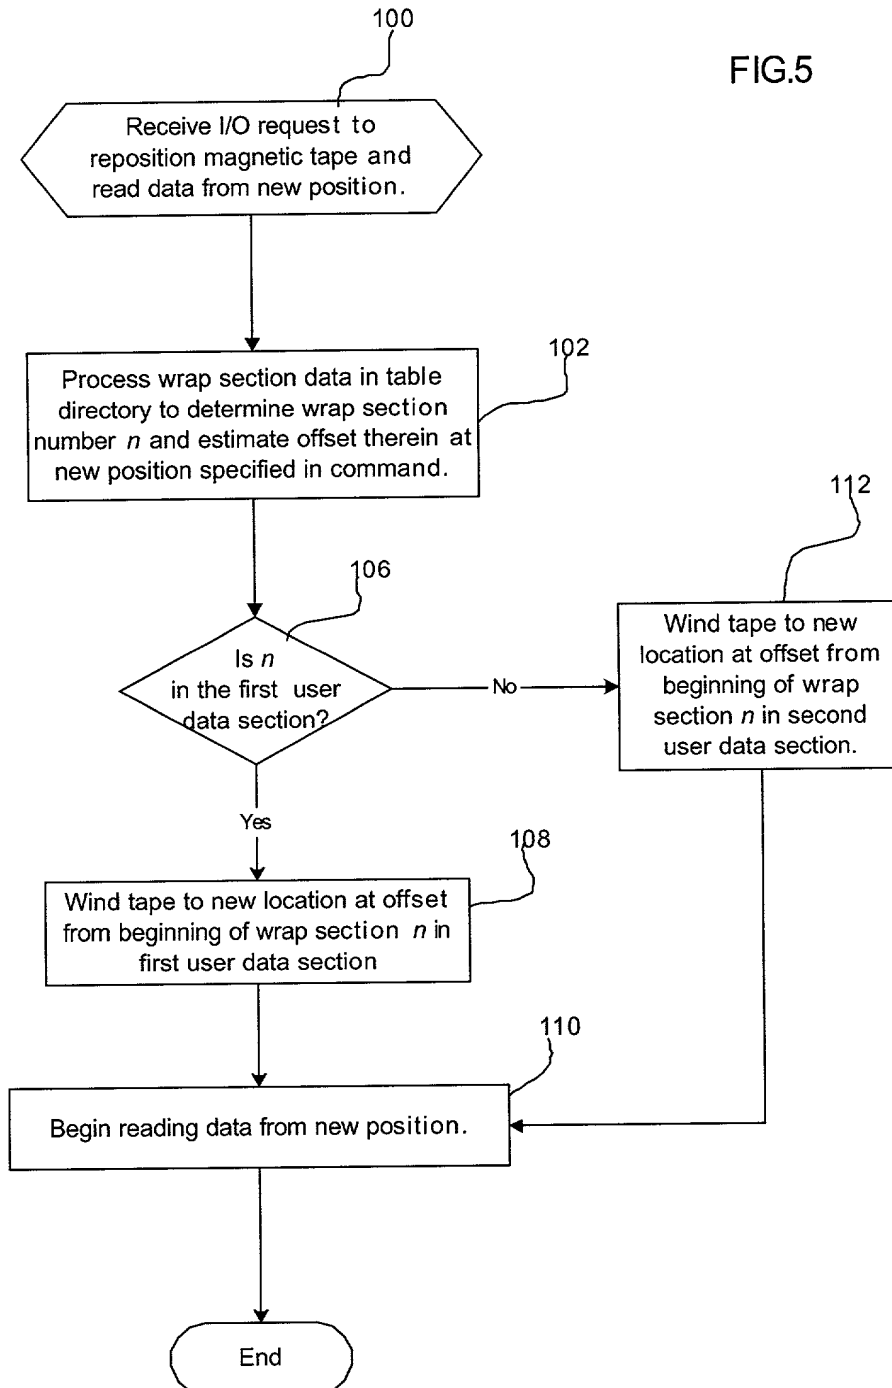 100
FIG.5
Receive I/O request to
reposition magnetic tape and
read data from new position.
102
Process wrap section data in table
directory to determine wrap section
number n and estimate offset therein at
new position specified in command.
112
106
Is n
in the first user
data section?
No
Wind tape to new
location at offset from
beginning of wrap
section n in second
user data section.
Yes
108
Wind tape to new location at offset
from beginning of wrap section n in
first user data section
110
Begin reading data from new position.
End